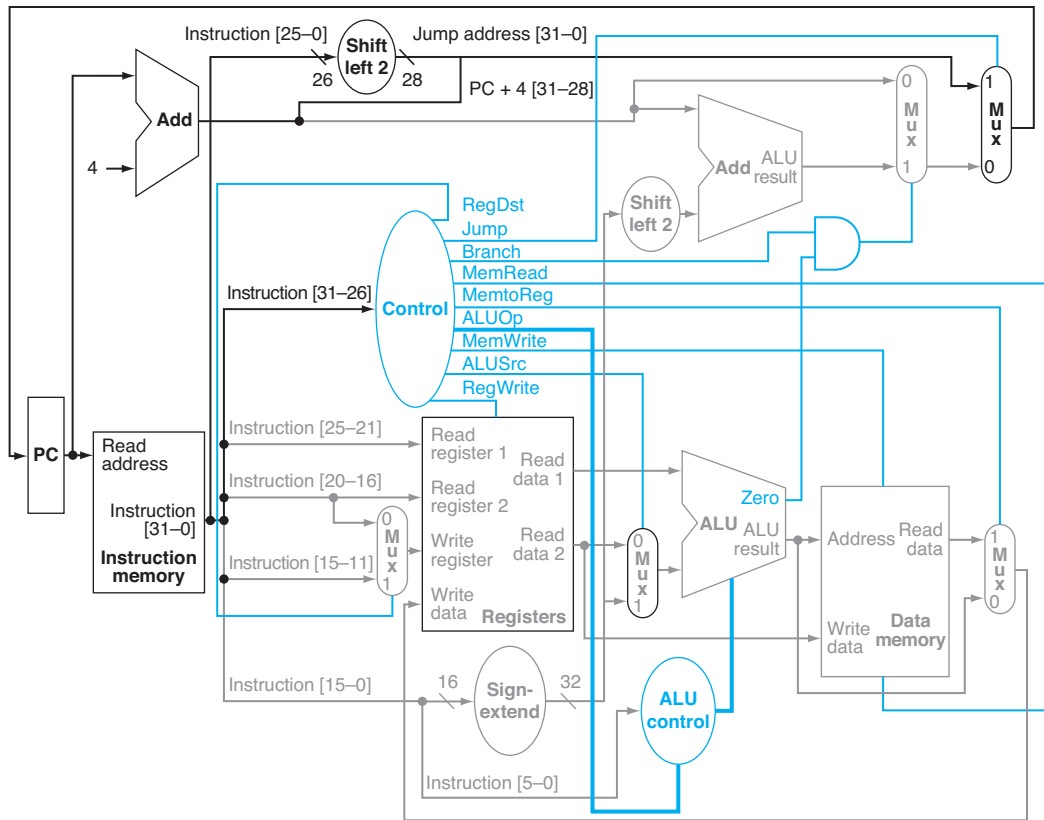 Instruction [25–0]
26
Shift
left 2
28
Jump address [31–0]
PC + 4 [31–28]
Add
4
0
M
u
x
1
1
M
u
x
0
Add
ALU
result
Shift
left 2
RegDst
Jump
Branch
MemRead
MemtoReg
ALUOp
MemWrite
ALUSrc
RegWrite
Control
Instruction [31–26]
PC
Read
address
Instruction
[31–0]
Instruction
memory
Instruction [25–21]
Instruction [20–16]
Instruction [15–11]
0
M
u
x
1
Read
register 1
Read
register 2
Write
register
Write
data
Read
data 1
Read
data 2
Registers
0
M
u
x
1
Zero
ALU
ALU
result
Address
Read
data
Write
data
Data
memory
1
M
u
x
0
Instruction [15–0]
16
Sign-
extend
32
ALU
control
Instruction [5–0]